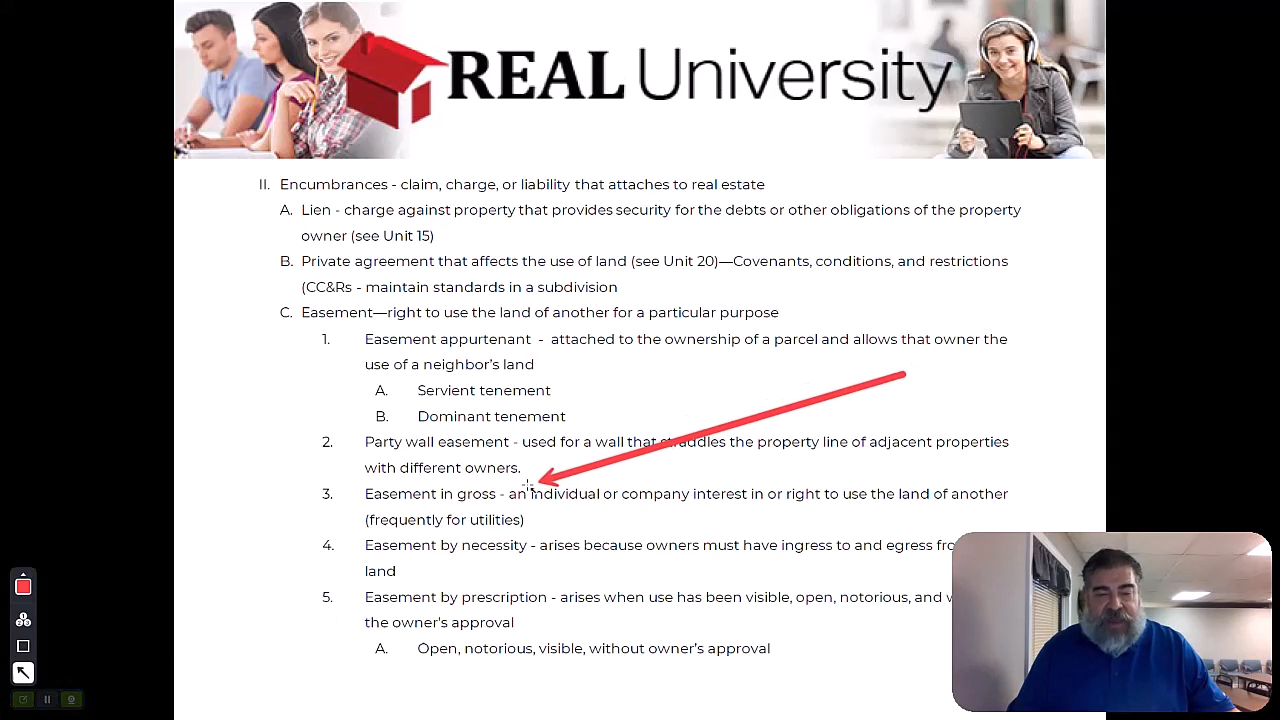 REAL University
II. Encumbrances - claim, charge, or liability that attaches to real estate
A. Lien - charge against property that provides security for the debts or other obligations of the property
owner (see Unit 15)
B. Private agreement that affects the use of land (see Unit 20)—Covenants, conditions, and restrictions
(CC&Rs - maintain standards in a subdivision
C. Easement—right to use the land of another for a particular purpose
1. Easement appurtenant - attached to the ownership of a parcel and allows that owner the
use of a neighbor's land
A. Servient tenement
B. Dominant tenement
2. Party wall easement - used for a wall that straddles the property line of adjacent properties
with different owners.
3. Easement in gross - an individual or company interest in or right to use the land of another
(frequently for utilities)
4. Easement by necessity - arises because owners must have ingress to and egress
land
5. Easement by prescription - arises when use has been visible, open, notorious, and
the owner's approval
A. Open, notorious, visible, without owner's approval